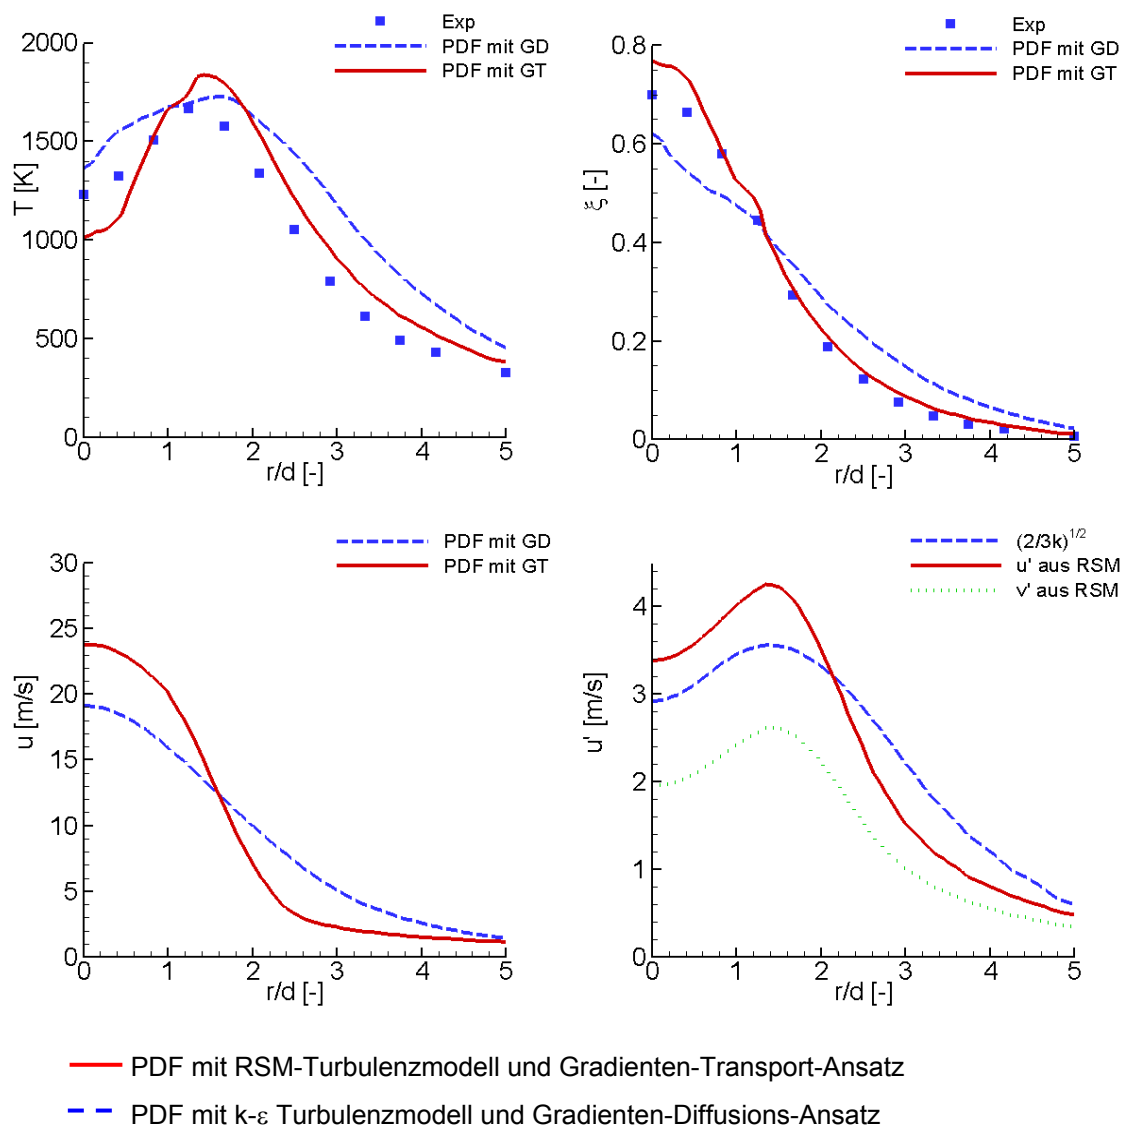 Exp
PDF mit GD
PDF mit GT
2000
1500
1000
500
0
T [K]
0 1 2 3 4 5
r/d [-]
Exp
PDF mit GD
PDF mit GT
0.8
0.6
0.4
0.2
0
ξ [-]
0 1 2 3 4 5
r/d [-]
PDF mit GD
PDF mit GT
30
25
20
15
10
5
0
u [m/s]
0 1 2 3 4 5
r/d [-]
(2/3k)^1/2
u' aus RSM
v' aus RSM
4
3
2
1
0
u' [m/s]
0 1 2 3 4 5
r/d [-]
PDF mit RSM-Turbulenzmodell und Gradienten-Transport-Ansatz
PDF mit k-ε Turbulenzmodell und Gradienten-Diffusions-Ansatz